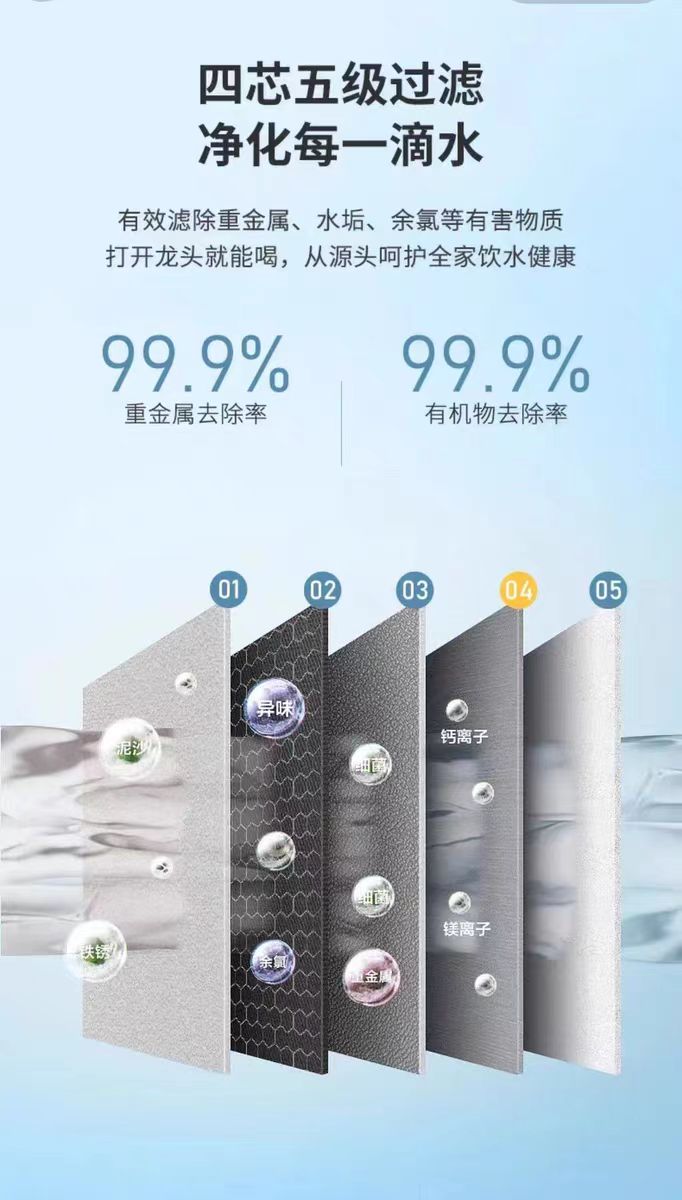 四芯五级过滤
净化每一滴水
有效滤除重金属、水垢、余氯等有害物质
打开龙头就能喝，从源头呵护全家饮水健康
99.9% 99.9%
重金属去除率 有机物去除率
01 02 03 04 05
异味
泥沙
钙离子
细菌
细菌
镁离子
铁锈
余氯
重金属